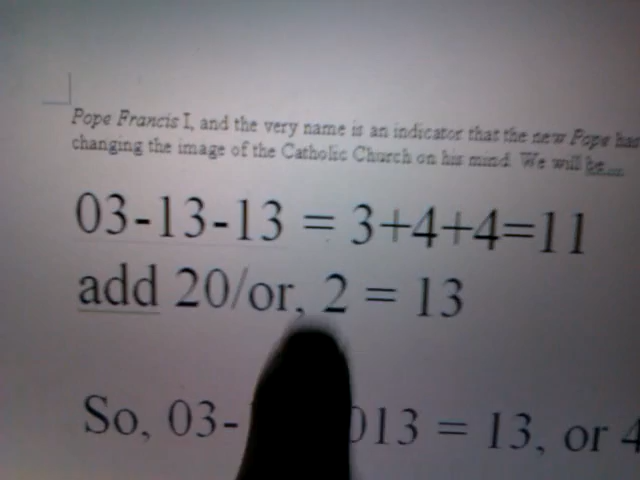 Pope Francis I, and the very name is an indicator that the new Pope has
changing the image of the Catholic Church on his mind. We will be...
03-13-13 = 3+4+4=11
add 20/or, 2 = 13
So, 03- 013 = 13, or 4